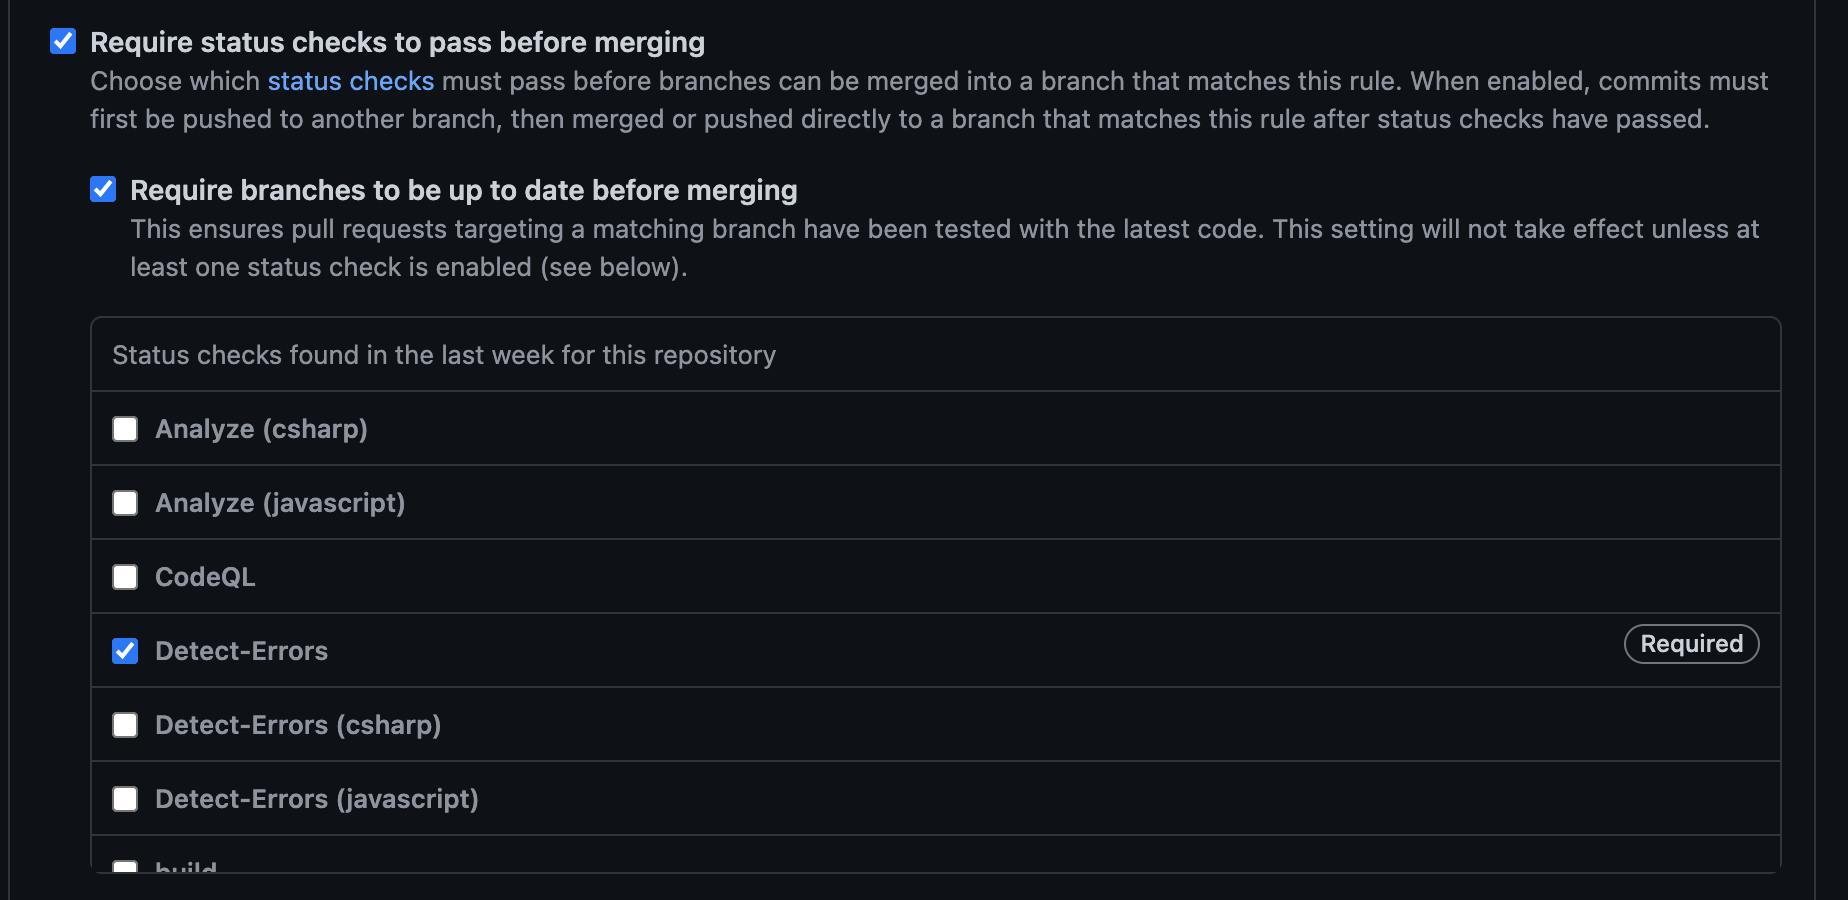 Require status checks to pass before merging
Choose which status checks must pass before branches can be merged into a branch that matches this rule. When enabled, commits must
first be pushed to another branch, then merged or pushed directly to a branch that matches this rule after status checks have passed.
Require branches to be up to date before merging
This ensures pull requests targeting a matching branch have been tested with the latest code. This setting will not take effect unless at
least one status check is enabled (see below).
Status checks found in the last week for this repository
Analyze (csharp)
Analyze (javascript)
CodeQL
Detect-Errors Required
Detect-Errors (csharp)
Detect-Errors (javascript)
build